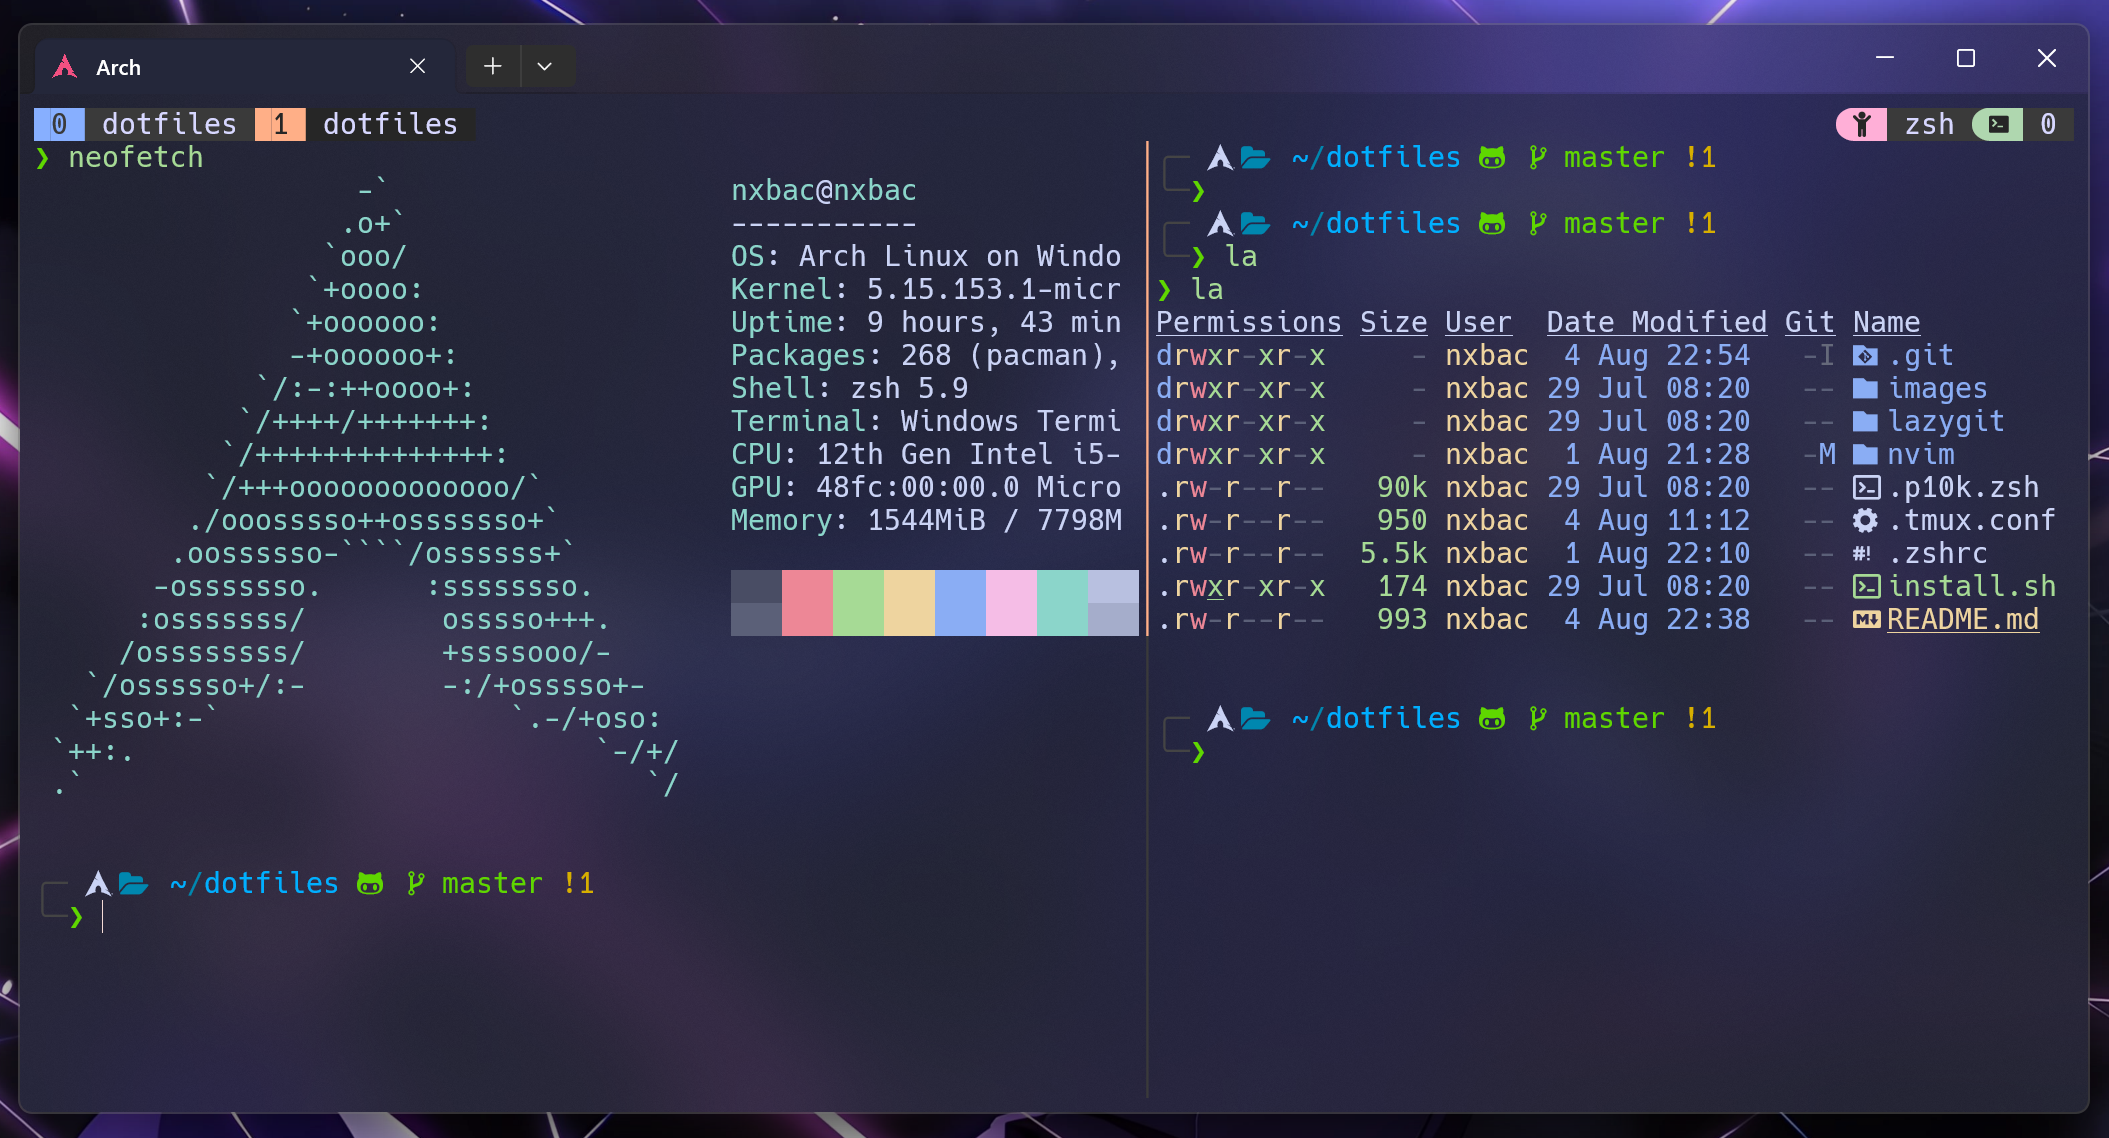 Arch
0 dotfiles 1 dotfiles
zsh 0
❯ neofetch
                   -`
                  .o+`
                 `ooo/
                `+oooo:
               `+oooooo:
               -+oooooo+:
             `/:-:++oooo+:
            `/++++/+++++++:
           `/++++++++++++++:
          `/+++ooooooooooooo/`
         ./ooosssso++osssssso+`
        .oossssso-````/ossssss+`
       -osssssso.      :ssssssso.
      :osssssss/        osssso+++.
     /ossssssss/        +ssssooo/-
   `/ossssso+/:-        -:/+osssso+-
  `+sso+:-`                 `.-/+oso:
 `++:.                           `-/+/
 .`                                 `/
nxbac@nxbac
-----------
OS: Arch Linux on Windo
Kernel: 5.15.153.1-micr
Uptime: 9 hours, 43 min
Packages: 268 (pacman),
Shell: zsh 5.9
Terminal: Windows Termi
CPU: 12th Gen Intel i5-
GPU: 48fc:00:00.0 Micro
Memory: 1544MiB / 7798M
~/dotfiles master !1
❯
~/dotfiles master !1
❯
~/dotfiles master !1
❯ la
❯ la
Permissions Size User Date Modified Git Name
drwxr-xr-x - nxbac 4 Aug 22:54 -I .git
drwxr-xr-x - nxbac 29 Jul 08:20 -- images
drwxr-xr-x - nxbac 29 Jul 08:20 -- lazygit
drwxr-xr-x - nxbac 1 Aug 21:28 -M nvim
.rw-r--r-- 90k nxbac 29 Jul 08:20 -- .p10k.zsh
.rw-r--r-- 950 nxbac 4 Aug 11:12 -- .tmux.conf
.rw-r--r-- 5.5k nxbac 1 Aug 22:10 -- #! .zshrc
.rwxr-xr-x 174 nxbac 29 Jul 08:20 -- install.sh
.rw-r--r-- 993 nxbac 4 Aug 22:38 -- README.md
~/dotfiles master !1
❯